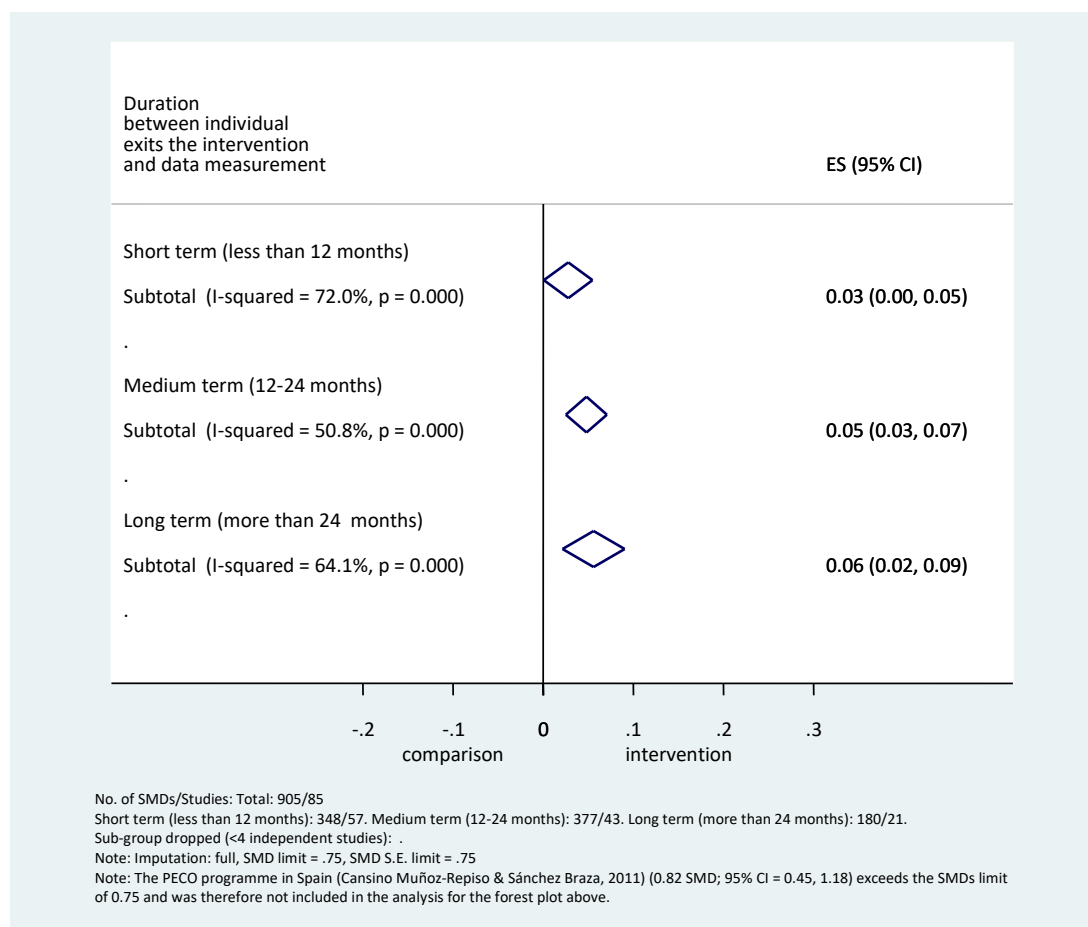 Duration
between individual
exits the intervention
and data measurement
ES (95% CI)
Short term (less than 12 months)
Subtotal (I-squared = 72.0%, p = 0.000)
0.03 (0.00, 0.05)
.
Medium term (12-24 months)
Subtotal (I-squared = 50.8%, p = 0.000)
0.05 (0.03, 0.07)
.
Long term (more than 24 months)
Subtotal (I-squared = 64.1%, p = 0.000)
0.06 (0.02, 0.09)
.
-.2 -.1 0 .1 .2 .3
comparison intervention
No. of SMDs/Studies: Total: 905/85
Short term (less than 12 months): 348/57. Medium term (12-24 months): 377/43. Long term (more than 24 months): 180/21.
Sub-group dropped (<4 independent studies): .
Note: Imputation: full, SMD limit = .75, SMD S.E. limit = .75
Note: The PECO programme in Spain (Cansino Muñoz-Repiso & Sánchez Braza, 2011) (0.82 SMD; 95% CI = 0.45, 1.18) exceeds the SMDs limit
of 0.75 and was therefore not included in the analysis for the forest plot above.